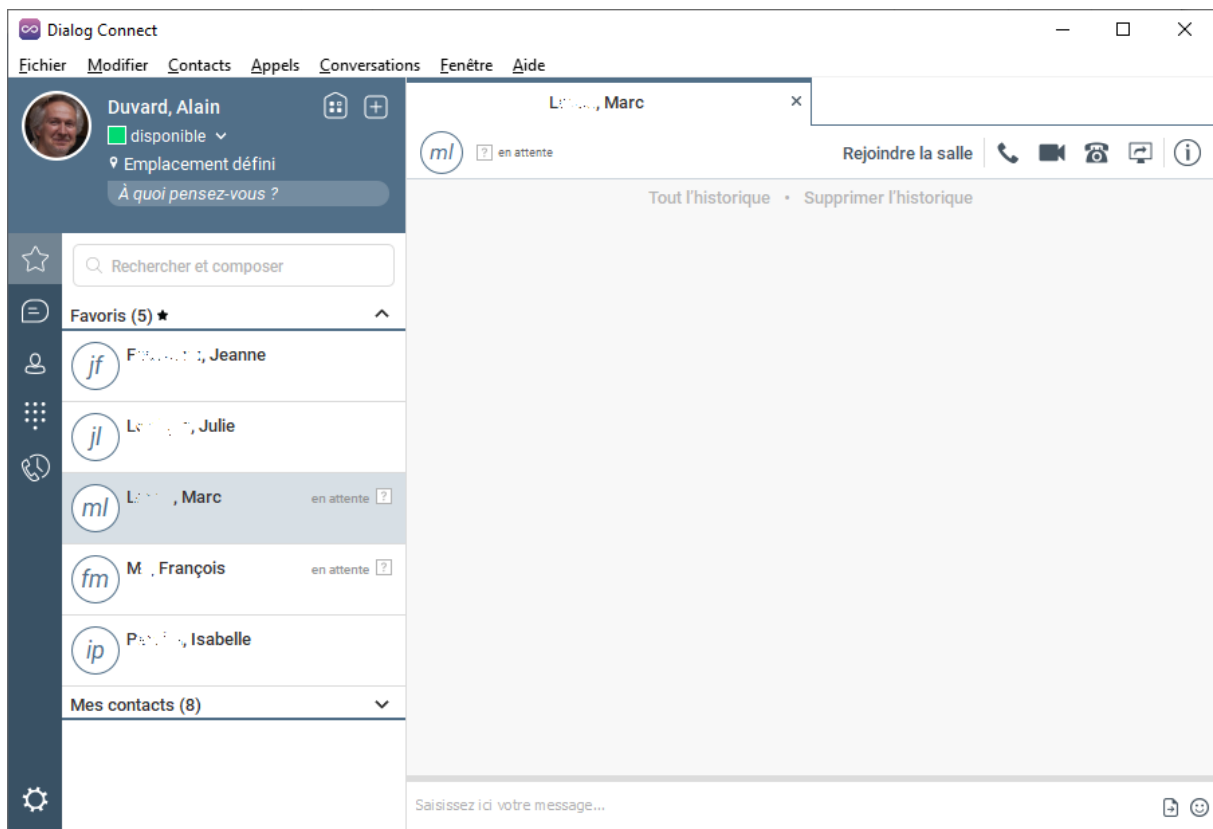 Dialog Connect
Fichier Modifier Contacts Appels Conversations Fenêtre Aide
Duvard, Alain
disponible
Emplacement défini
À quoi pensez-vous ?
Rechercher et composer
Favoris (5)
jf
, Jeanne
jl
, Julie
ml
, Marc
en attente ?
fm
, François
en attente ?
ip
, Isabelle
Mes contacts (8)
, Marc
ml
? en attente
Rejoindre la salle
Tout l'historique • Supprimer l'historique
Saisissez ici votre message...